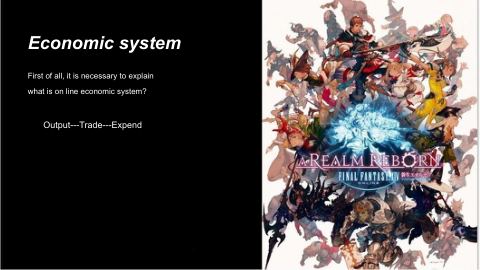 Economic system
First of all, it is necessary to explain
what is on line economic system?
Output---Trade---Expend
A REALM REBORN
FINAL FANTASY XIV
ONLINE